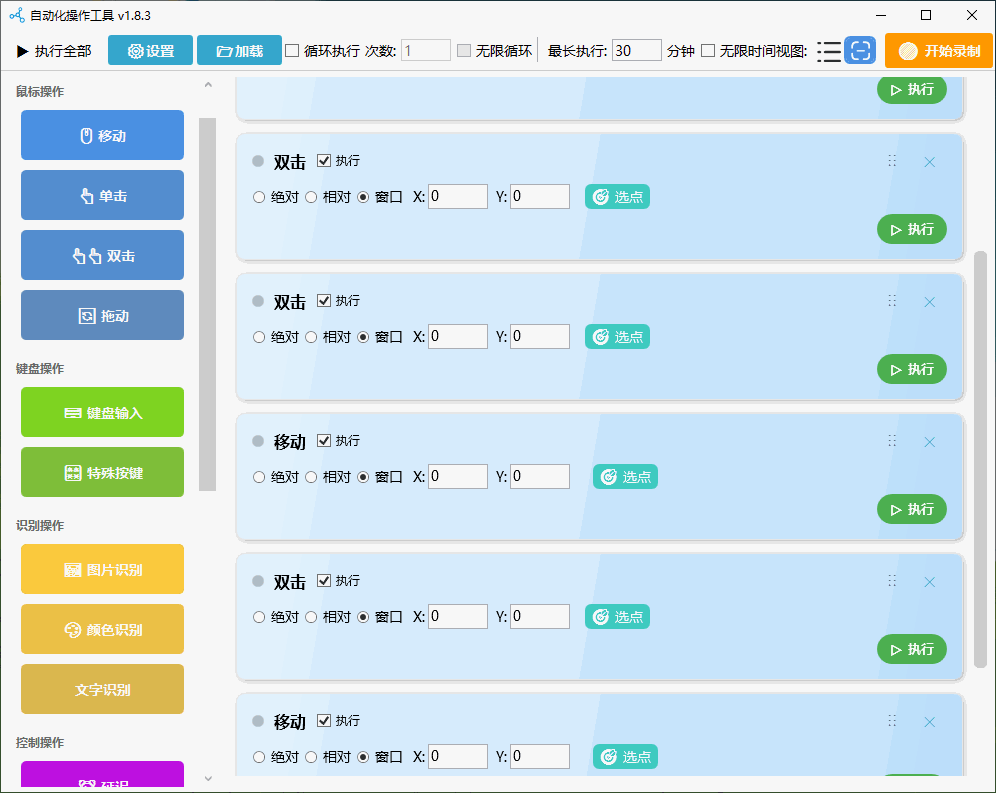 自动化操作工具 v1.8.3
执行全部 设置 加载 循环执行 次数: 1 无限循环 最长执行: 30 分钟 无限时间视图: 开始录制
鼠标操作
移动
单击
双击
拖动
键盘操作
键盘输入
特殊按键
识别操作
图片识别
颜色识别
文字识别
控制操作
延迟
执行
双击 执行
绝对 相对 窗口 X: 0 Y: 0 选点
执行
双击 执行
绝对 相对 窗口 X: 0 Y: 0 选点
执行
移动 执行
绝对 相对 窗口 X: 0 Y: 0 选点
执行
双击 执行
绝对 相对 窗口 X: 0 Y: 0 选点
执行
移动 执行
绝对 相对 窗口 X: 0 Y: 0 选点